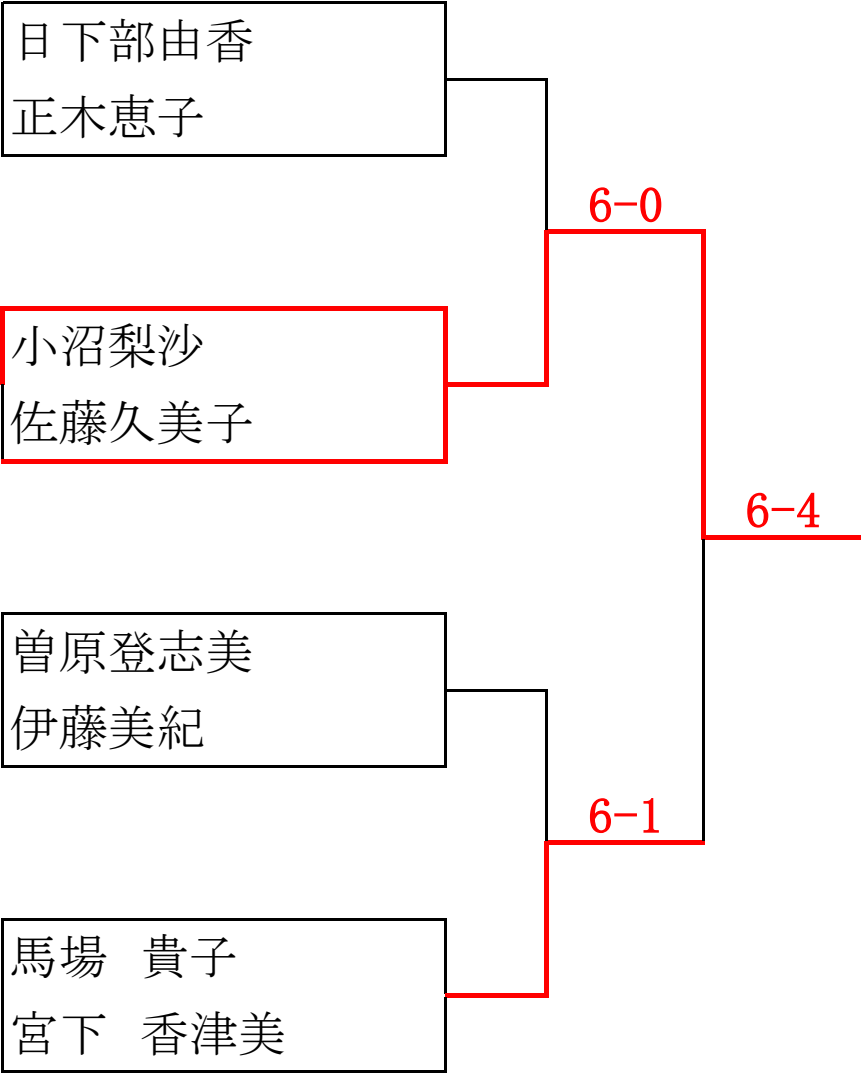 日下部由香
正木恵子
6-0
小沼梨沙
佐藤久美子
6-4
曽原登志美
伊藤美紀
6-1
馬場　貴子
宮下　香津美